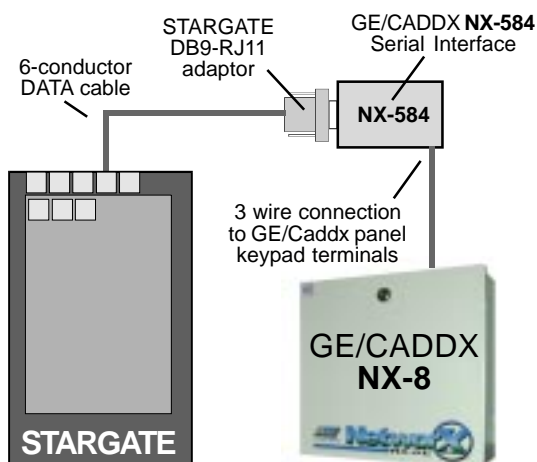 STARGATE
DB9-RJ11
adaptor
GE/CADDX NX-584
Serial Interface
6-conductor
DATA cable
NX-584
3 wire connection
to GE/Caddx panel
keypad terminals
GE/CADDX
NX-8
NetworX
STARGATE